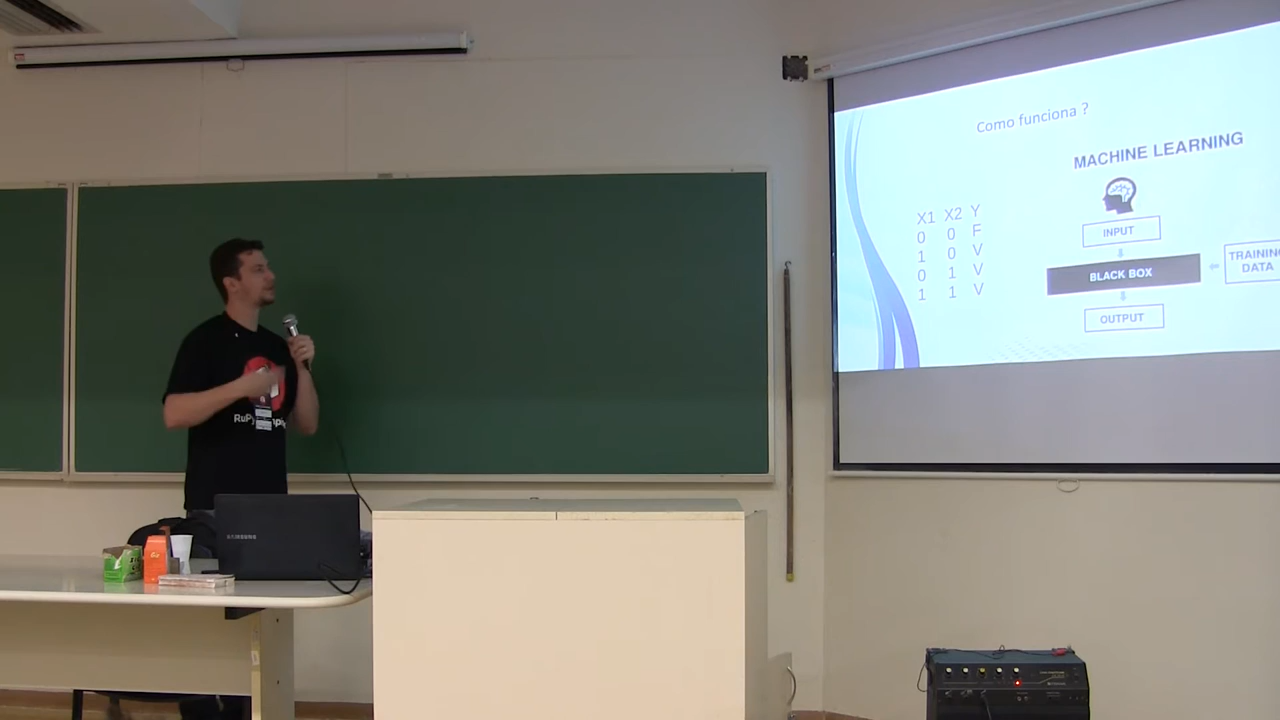 Como funciona ?
MACHINE LEARNING
X1 X2 Y
0 0 F
1 0 V
0 1 V
1 1 V
INPUT
BLACK BOX
TRAINING
DATA
OUTPUT
SAMSUNG